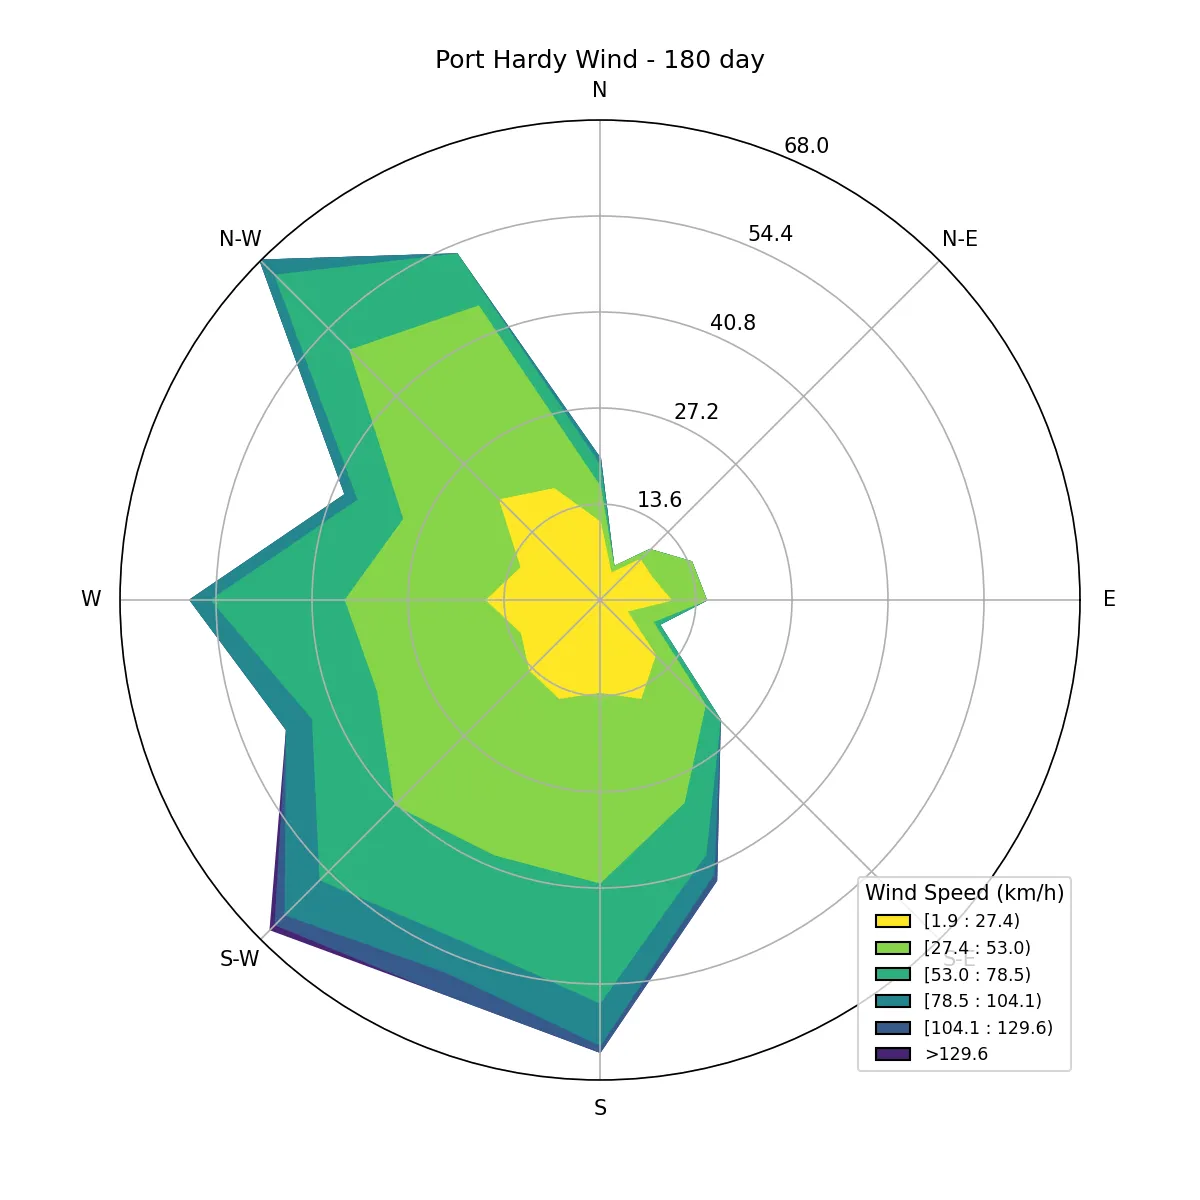 Port Hardy Wind - 180 day
N
68.0
54.4
N-W
N-E
40.8
27.2
13.6
W
E
Wind Speed (km/h)
[1.9 : 27.4)
[27.4 : 53.0)
S-W
S-E
[53.0 : 78.5)
[78.5 : 104.1)
[104.1 : 129.6)
>129.6
S